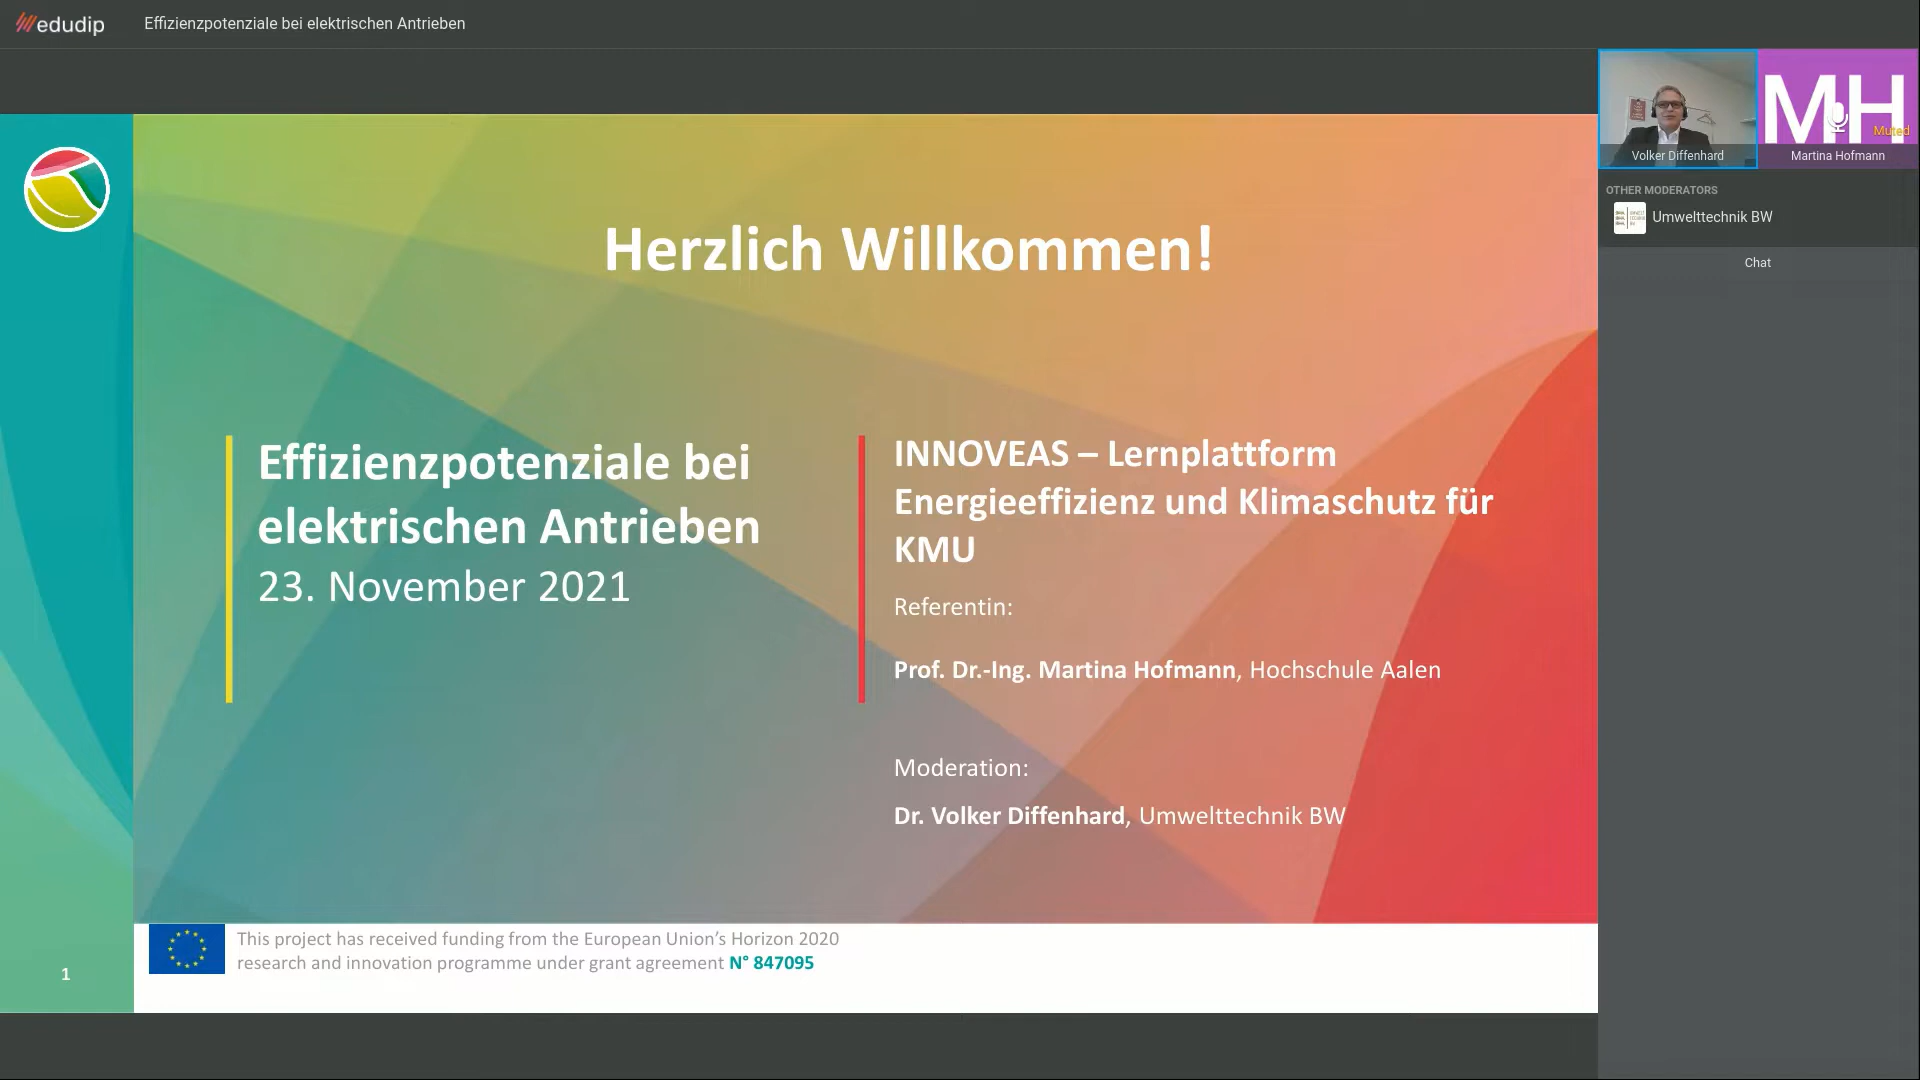 edudip
Effizienzpotenziale bei elektrischen Antrieben
Herzlich Willkommen!
Effizienzpotenziale bei
elektrischen Antrieben
23. November 2021
INNOVEAS – Lernplattform
Energieeffizienz und Klimaschutz für
KMU
Referentin:
Prof. Dr.-Ing. Martina Hofmann, Hochschule Aalen
Moderation:
Dr. Volker Diffenhard, Umwelttechnik BW
This project has received funding from the European Union’s Horizon 2020
research and innovation programme under grant agreement N° 847095
1
MH
Muted
Volker Diffenhard
Martina Hofmann
OTHER MODERATORS
Umwelttechnik BW
Chat